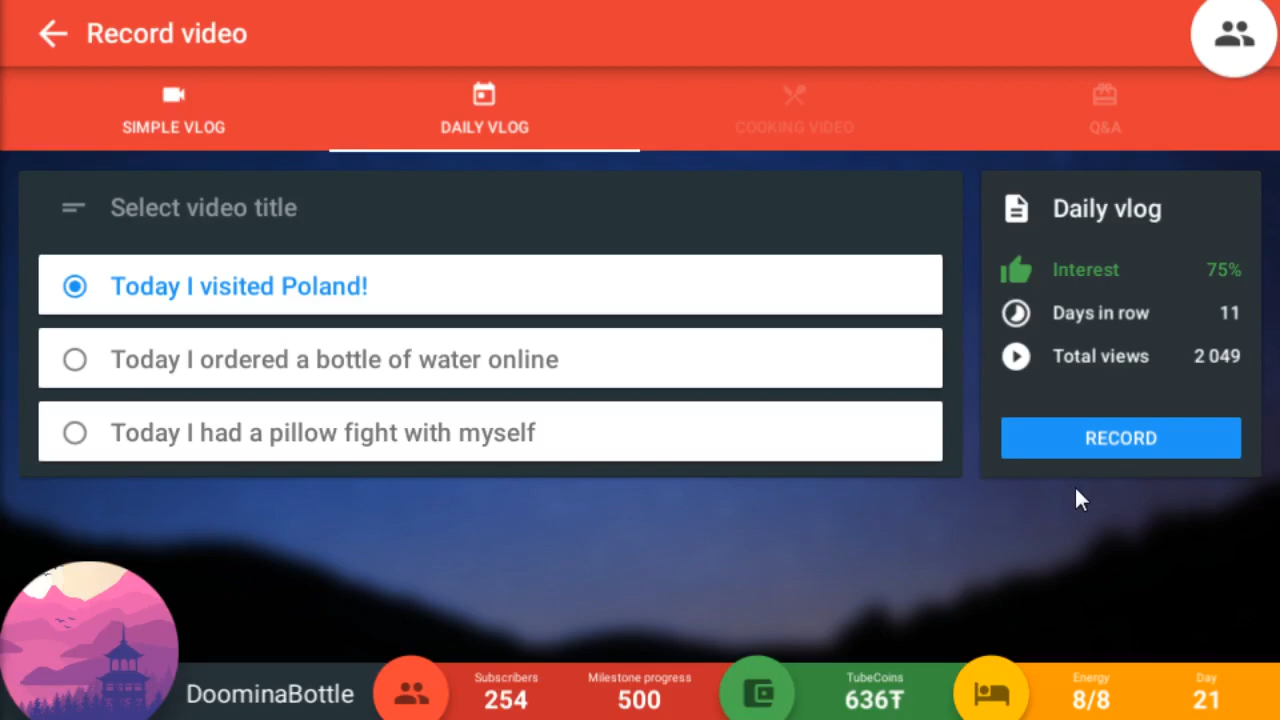 Record video
SIMPLE VLOG
DAILY VLOG
COOKING VIDEO
Q&A
Select video title
Today I visited Poland!
Today I ordered a bottle of water online
Today I had a pillow fight with myself
Daily vlog
Interest 75%
Days in row 11
Total views 2 049
RECORD
DoominaBottle
Subscribers
254
Milestone progress
500
TubeCoins
636Ŧ
Energy
8/8
Day
21